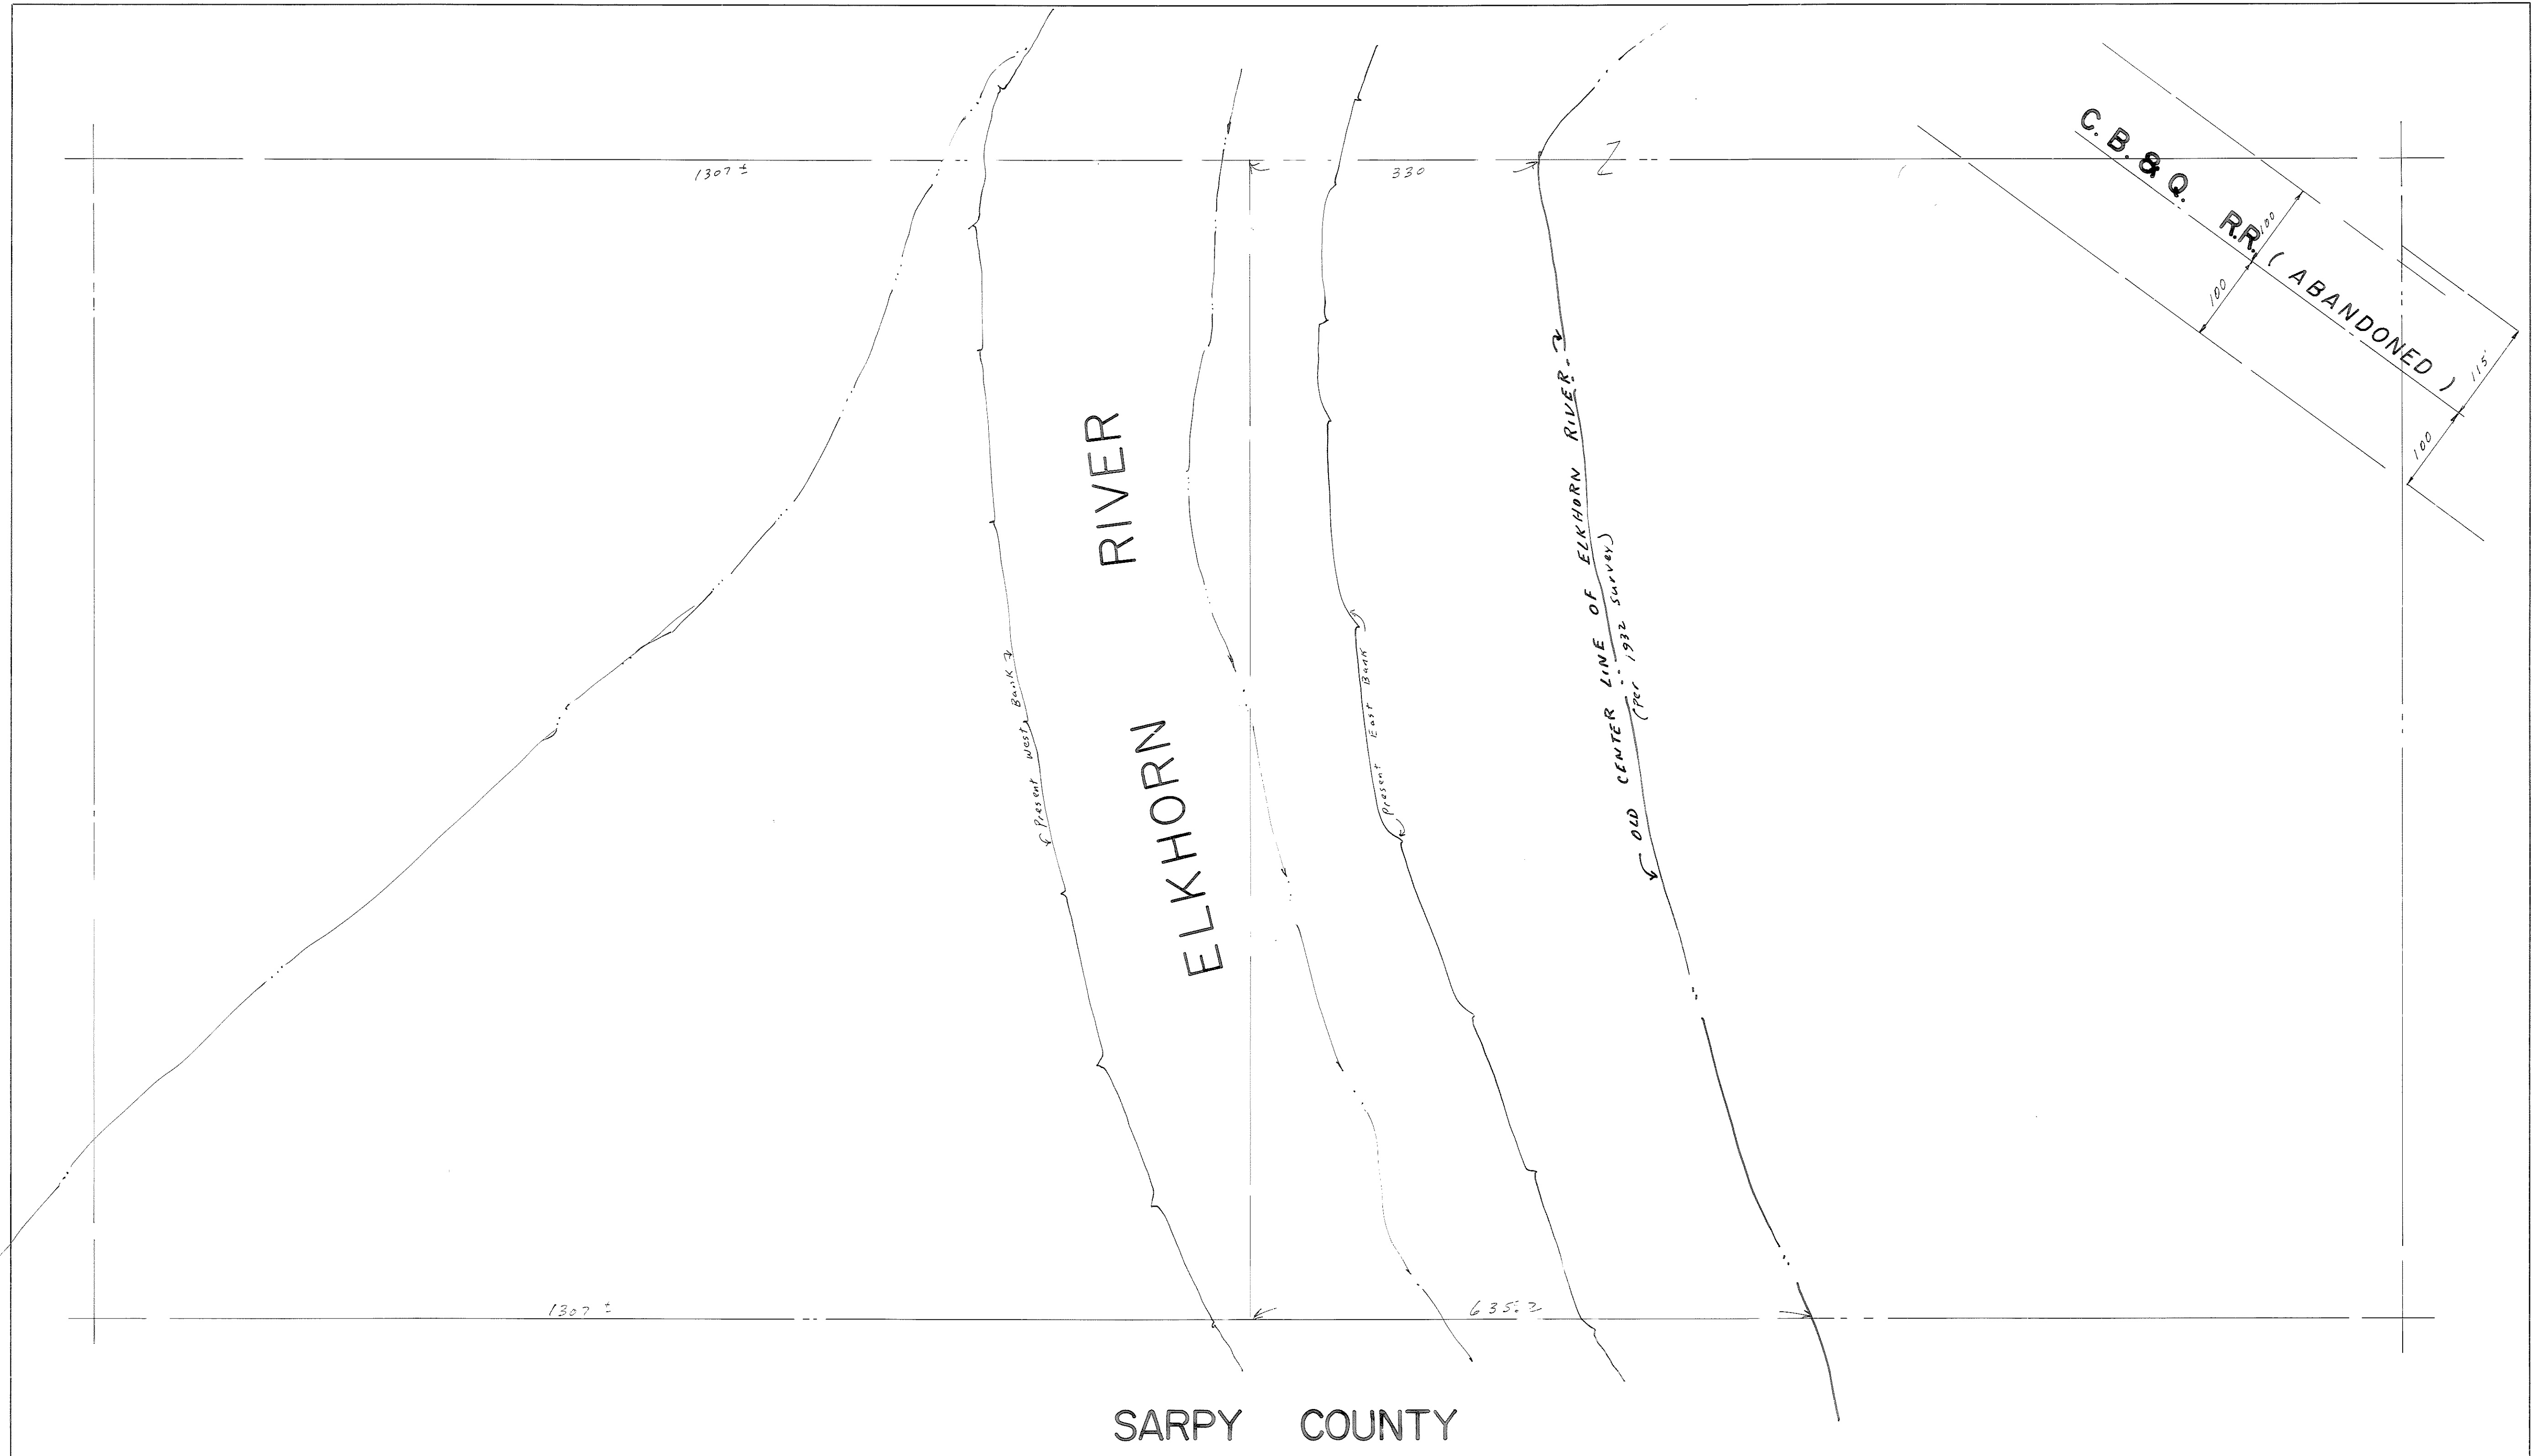 1307 ±
330
C. B. & Q. R.R. ( ABANDONED )
100
100
115'
100
RIVER
ELKHORN
Present West Bank
Present East Bank
OLD CENTER LINE OF ELKHORN RIVER
(Per 1932 survey)
1307 ±
635.2
SARPY COUNTY